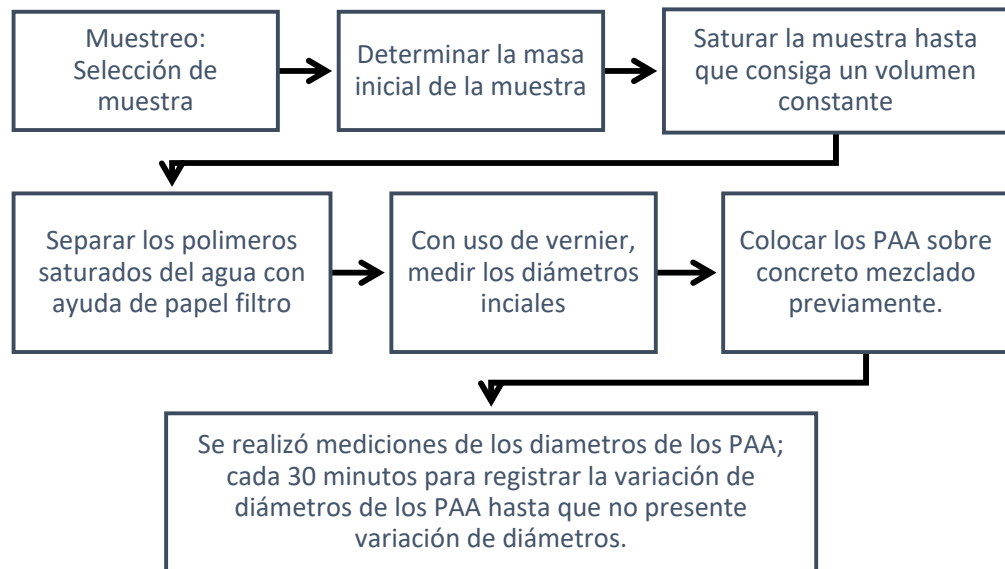 Muestreo:
Selección de
muestra
Determinar la masa
inicial de la muestra
Saturar la muestra hasta
que consiga un volumen
constante
Separar los polimeros
saturados del agua con
ayuda de papel filtro
Con uso de vernier,
medir los diámetros
inciales
Colocar los PAA sobre
concreto mezclado
previamente.
Se realizó mediciones de los diametros de los PAA;
cada 30 minutos para registrar la variación de
diámetros de los PAA hasta que no presente
variación de diámetros.